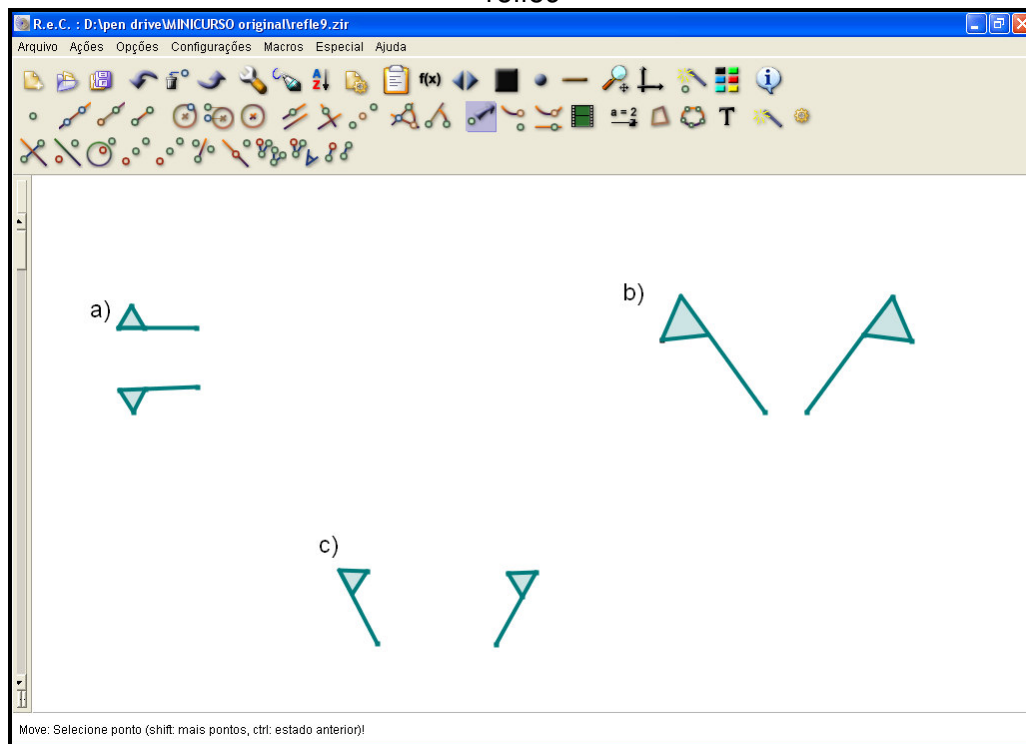 R.e.C. : D:\pen drive\MINICURSO original\refle9.zir
Arquivo Ações Opções Configurações Macros Especial Ajuda
f(x)
a = 2
T
a)
b)
c)
Move: Selecione ponto (shift: mais pontos, ctrl: estado anterior)!